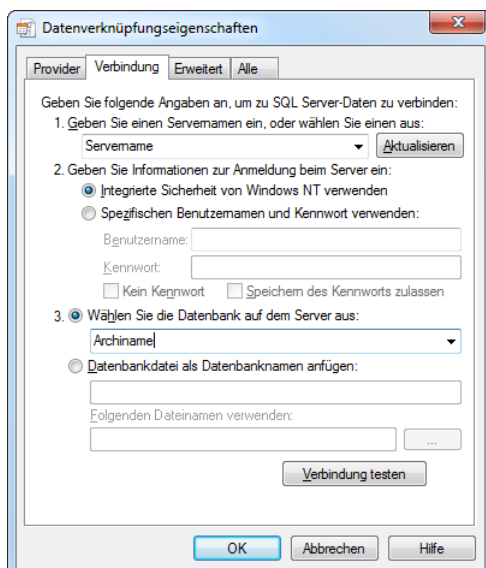 Datenverknüpfungseigenschaften
Provider Verbindung Erweitert Alle
Geben Sie folgende Angaben an, um zu SQL Server-Daten zu verbinden:
1. Geben Sie einen Servernamen ein, oder wählen Sie einen aus:
Servername Aktualisieren
2. Geben Sie Informationen zur Anmeldung beim Server ein:
Integrierte Sicherheit von Windows NT verwenden
Spezifischen Benutzernamen und Kennwort verwenden:
Benutzername:
Kennwort:
Kein Kennwort Speichern des Kennworts zulassen
3. Wählen Sie die Datenbank auf dem Server aus:
Archiname
Datenbankdatei als Datenbanknamen anfügen:
Folgenden Dateinamen verwenden:
...
Verbindung testen
OK Abbrechen Hilfe